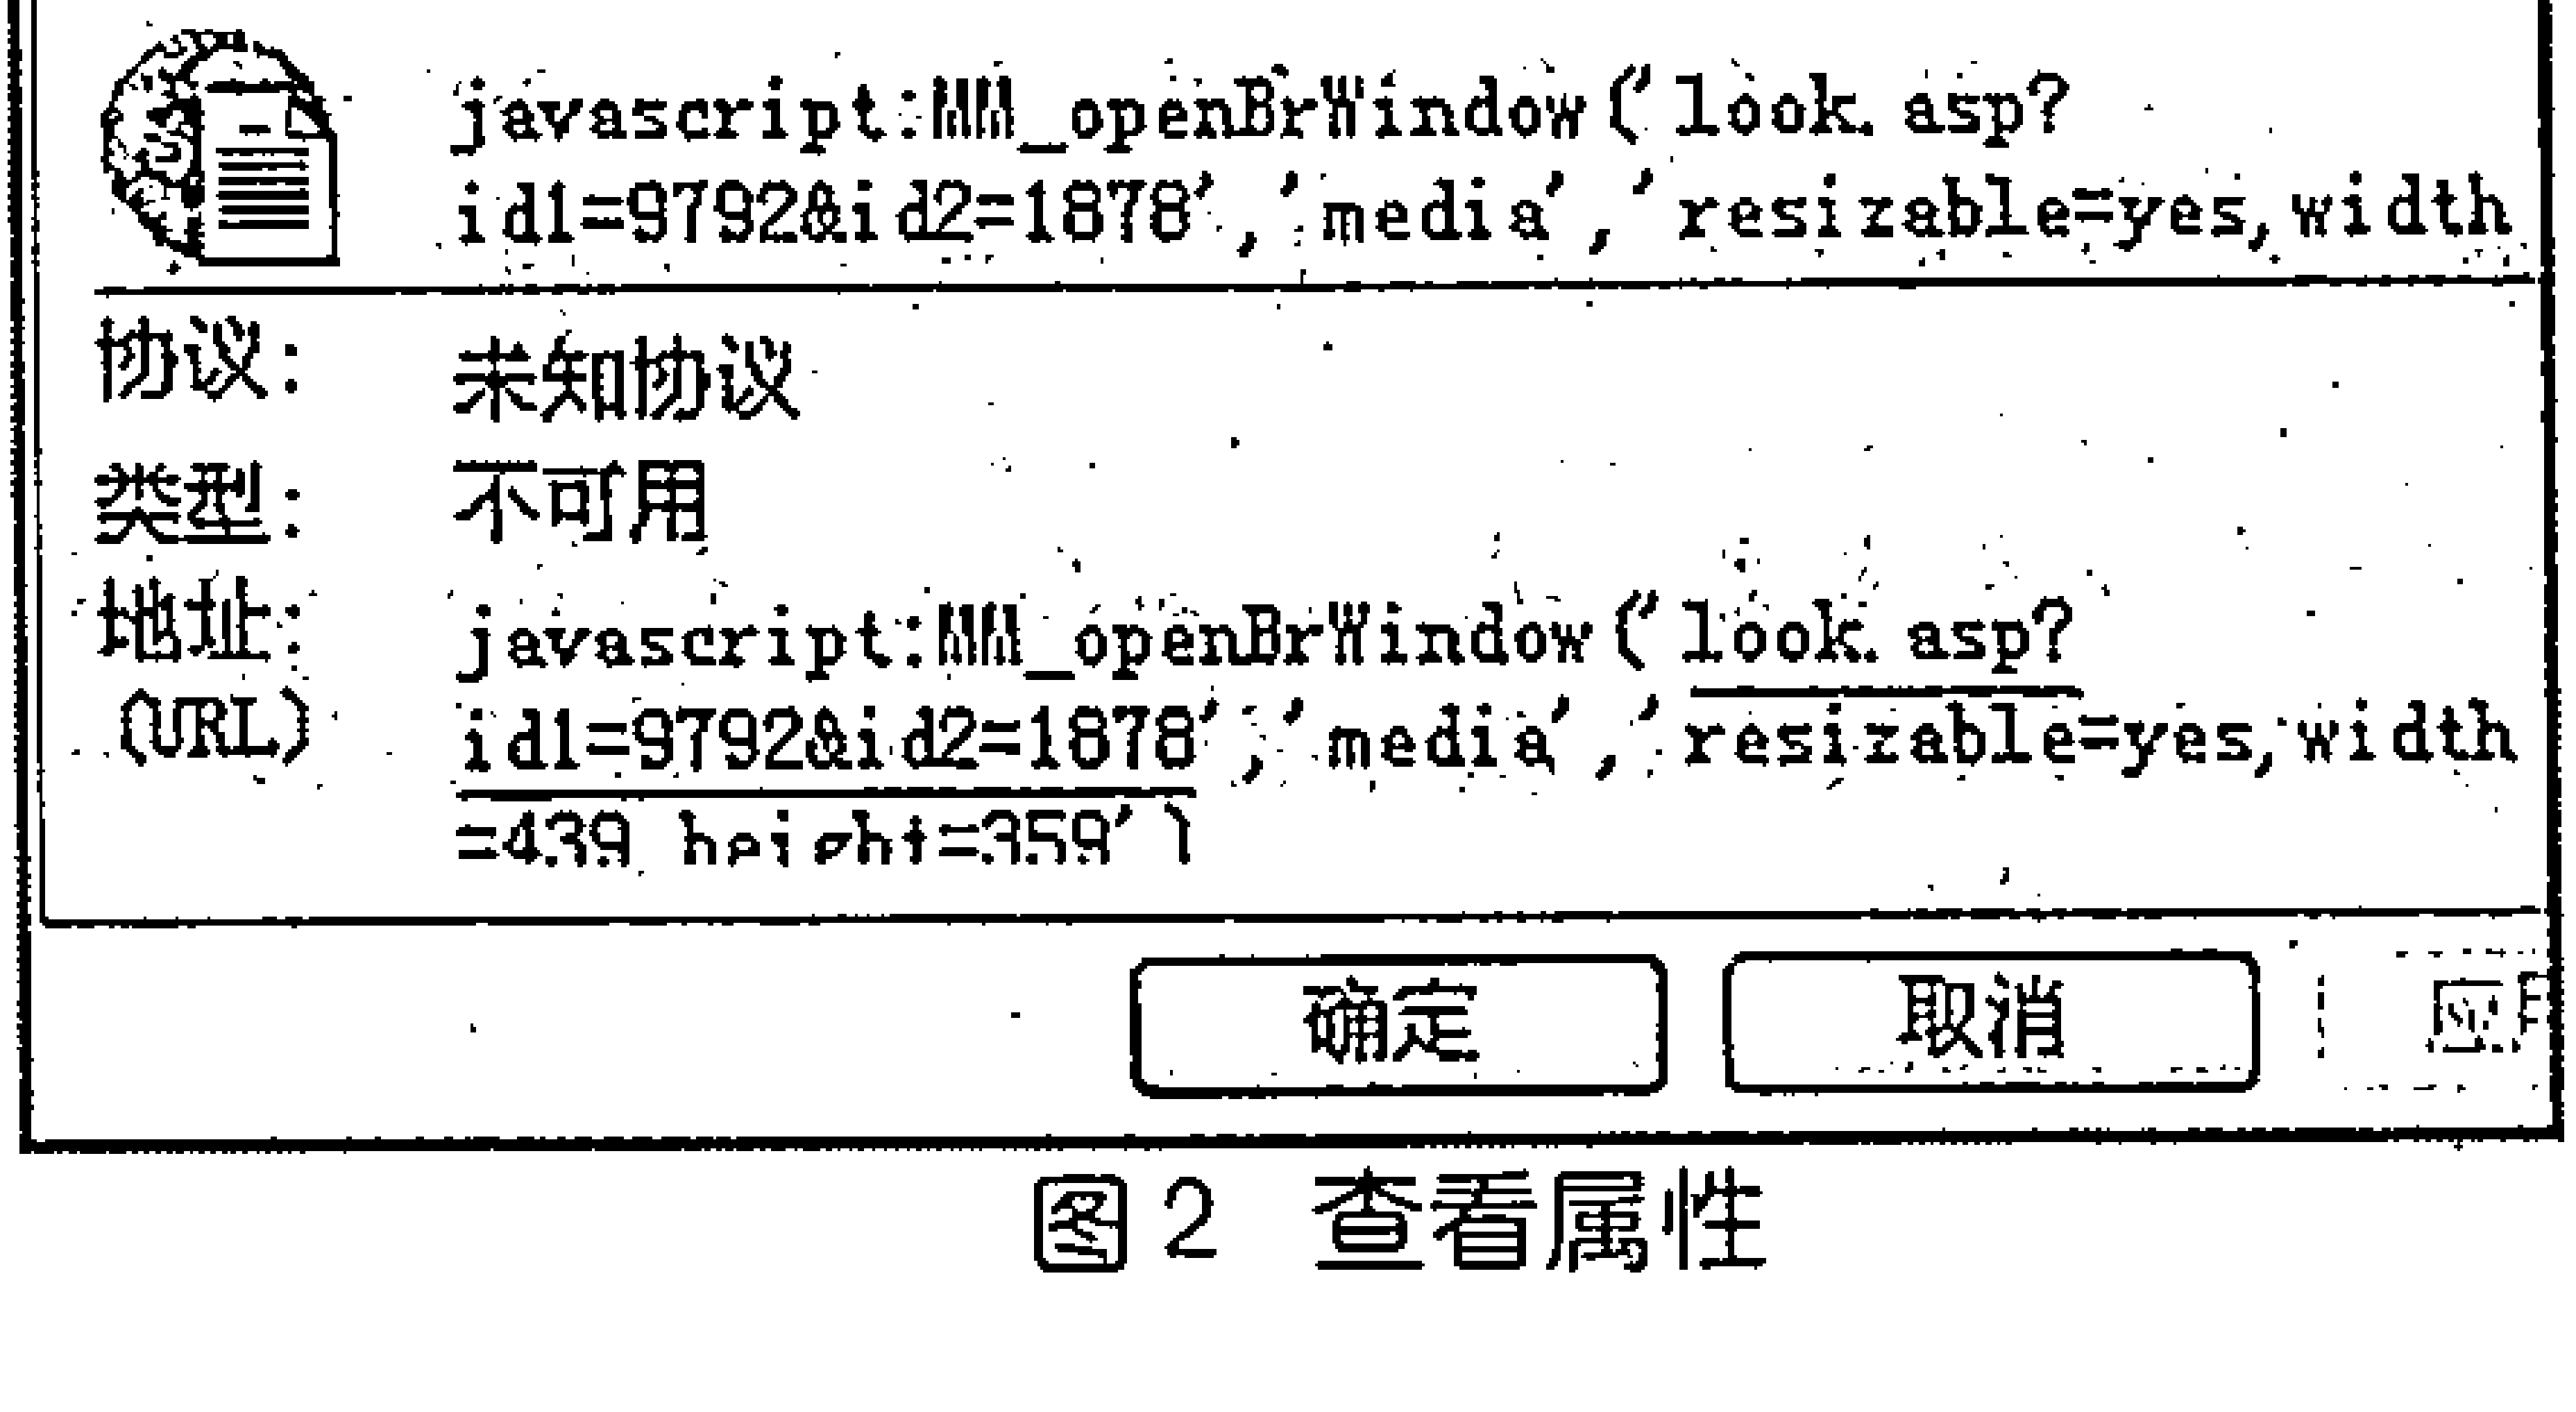 javascript:MM_openBrWindow('look.asp?
id1=9792&id2=1878','media','resizable=yes,width
协议: 未知协议
类型: 不可用
地址: javascript:MM_openBrWindow('look.asp?
(URL) id1=9792&id2=1878','media','resizable=yes,width
=439 height=359')
确定 取消 应用
图2 查看属性